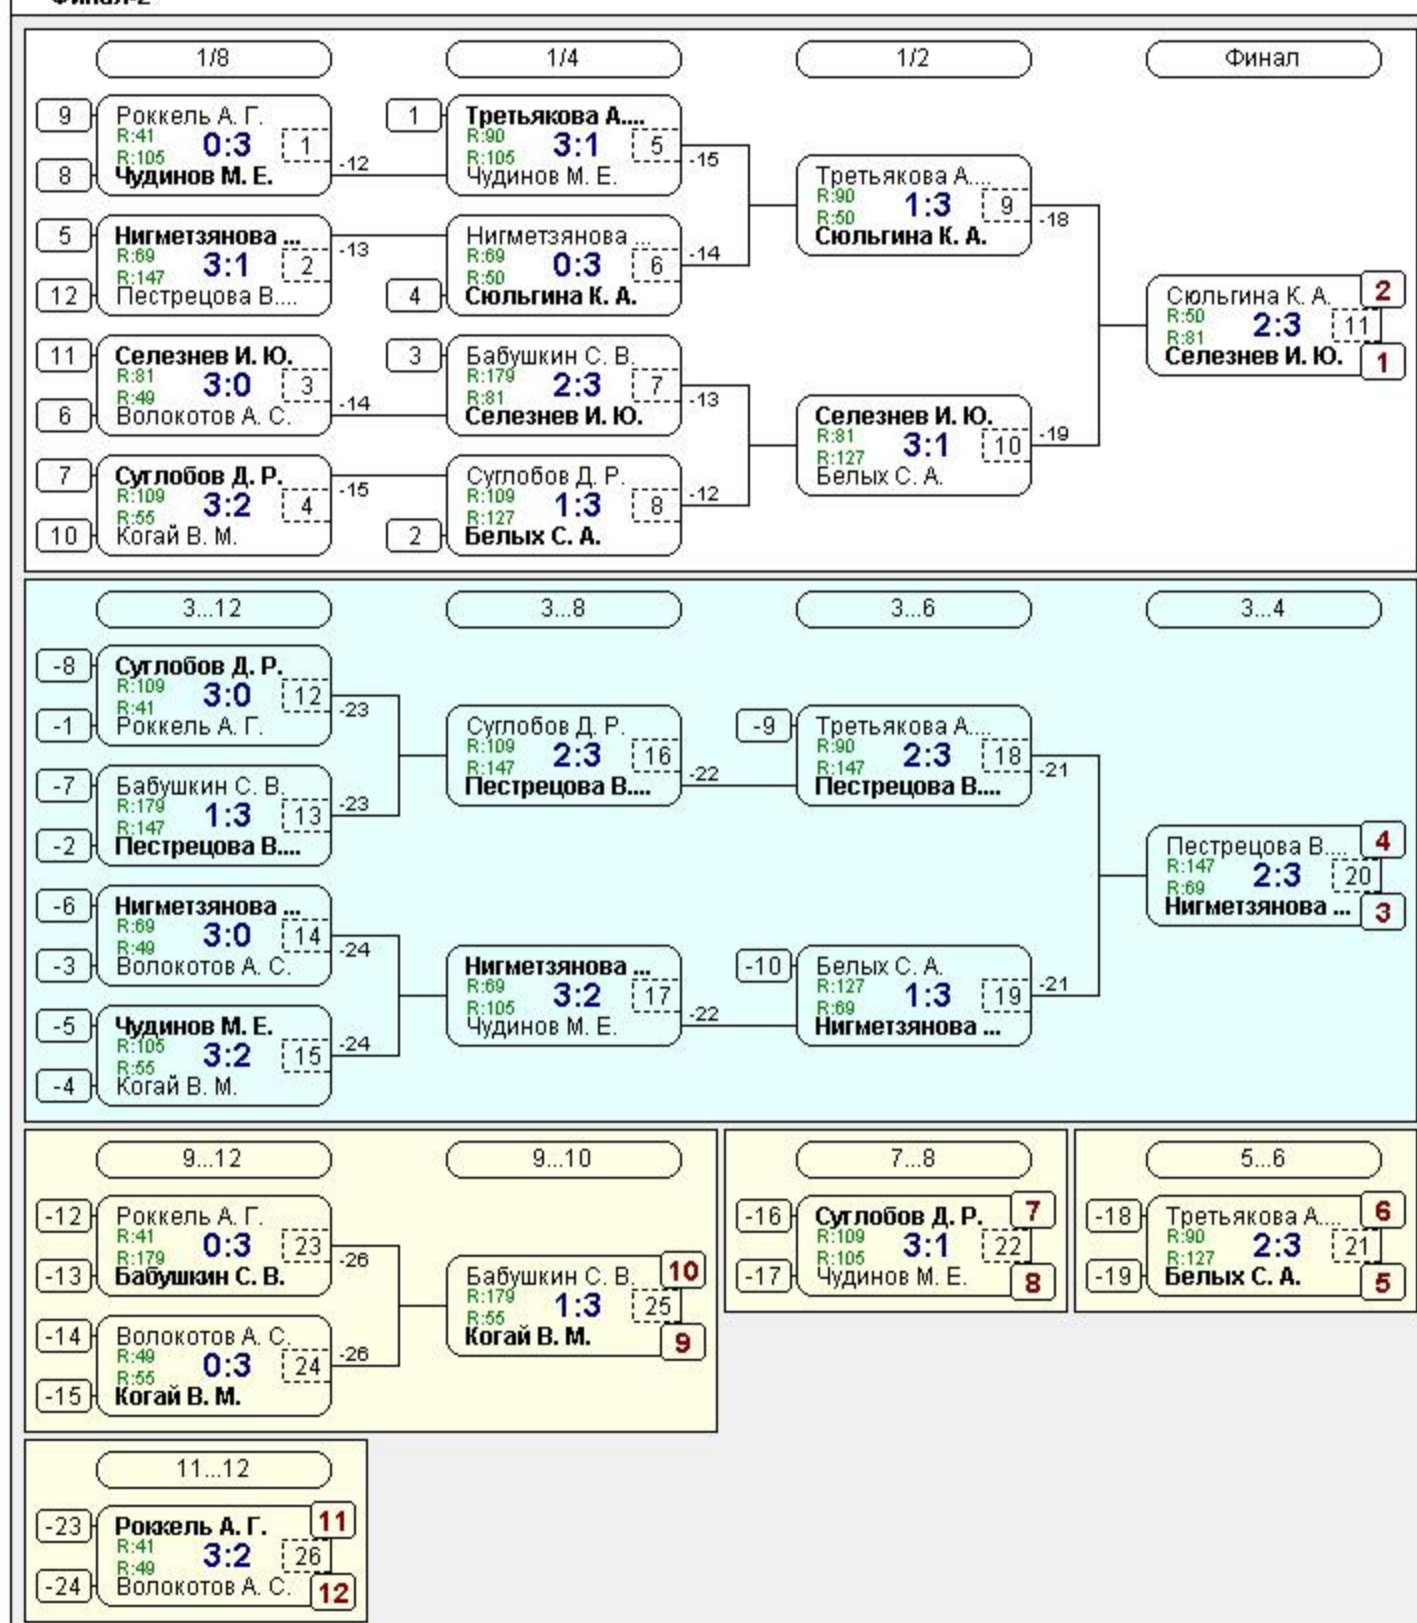 Финал-2
1/8
1/4
1/2
Финал
9
Роккель А. Г.
R:41
R:105
0:3
1
8
Чудинов М. Е.
-12
5
Нигметзянова ...
R:69
R:147
3:1
2
12
Пестрецова В....
-13
11
Селезнев И. Ю.
R:81
R:49
3:0
3
6
Волокотов А. С.
-14
7
Суглобов Д. Р.
R:109
R:55
3:2
4
10
Когай В. М.
-15
1
Третьякова А....
R:90
R:105
3:1
5
Чудинов М. Е.
-15
Нигметзянова ...
R:69
R:50
0:3
6
4
Сюльгина К. А.
-14
3
Бабушкин С. В.
R:179
R:81
2:3
7
Селезнев И. Ю.
-13
Суглобов Д. Р.
R:109
R:127
1:3
8
2
Белых С. А.
-12
Третьякова А....
R:90
R:50
1:3
9
Сюльгина К. А.
-18
Селезнев И. Ю.
R:81
R:127
3:1
10
Белых С. А.
-19
Сюльгина К. А.
2
R:50
R:81
2:3
11
Селезнев И. Ю.
1
3...12
3...8
3...6
3...4
-8
Суглобов Д. Р.
R:109
R:41
3:0
12
-1
Роккель А. Г.
-23
-7
Бабушкин С. В.
R:179
R:147
1:3
13
-2
Пестрецова В....
-23
-6
Нигметзянова ...
R:69
R:49
3:0
14
-3
Волокотов А. С.
-24
-5
Чудинов М. Е.
R:105
R:55
3:2
15
-4
Когай В. М.
-24
Суглобов Д. Р.
R:109
R:147
2:3
16
Пестрецова В....
-22
Нигметзянова ...
R:69
R:105
3:2
17
Чудинов М. Е.
-22
-9
Третьякова А....
R:90
R:147
2:3
18
Пестрецова В....
-21
-10
Белых С. А.
R:127
R:69
1:3
19
Нигметзянова ...
-21
Пестрецова В....
4
R:147
R:69
2:3
20
Нигметзянова ...
3
9...12
9...10
7...8
5...6
-12
Роккель А. Г.
R:41
R:179
0:3
23
-13
Бабушкин С. В.
-26
-14
Волокотов А. С.
R:49
R:55
0:3
24
-15
Когай В. М.
-26
Бабушкин С. В.
10
R:179
R:55
1:3
25
Когай В. М.
9
-16
Суглобов Д. Р.
7
R:109
R:105
3:1
22
-17
Чудинов М. Е.
8
-18
Третьякова А....
6
R:90
R:127
2:3
21
-19
Белых С. А.
5
11...12
-23
Роккель А. Г.
11
R:41
R:49
3:2
26
-24
Волокотов А. С.
12